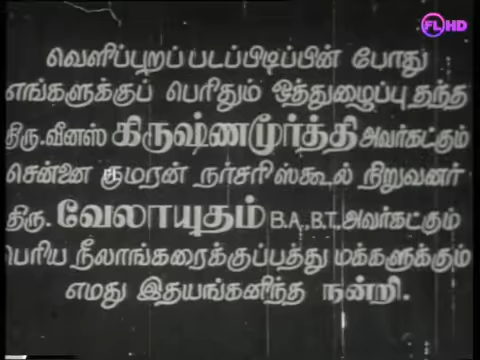 FL HD
வெளிப்புறப் படப்பிடிப்பின் போது
எங்களுக்குப் பெரிதும் ஒத்துழைப்பு தந்த
திரு.வீனஸ் கிருஷ்ணமூர்த்தி அவர்கட்கும்
சென்னை குமரன் நர்சரிஸ்கூல் நிறுவனர்
திரு. வேலாயுதம் B.A.,B.T.,அவர்கட்கும்
பெரிய நீலாங்கரைக்குப்பத்து மக்களுக்கும்
எமது இதயங்கனிந்த நன்றி.